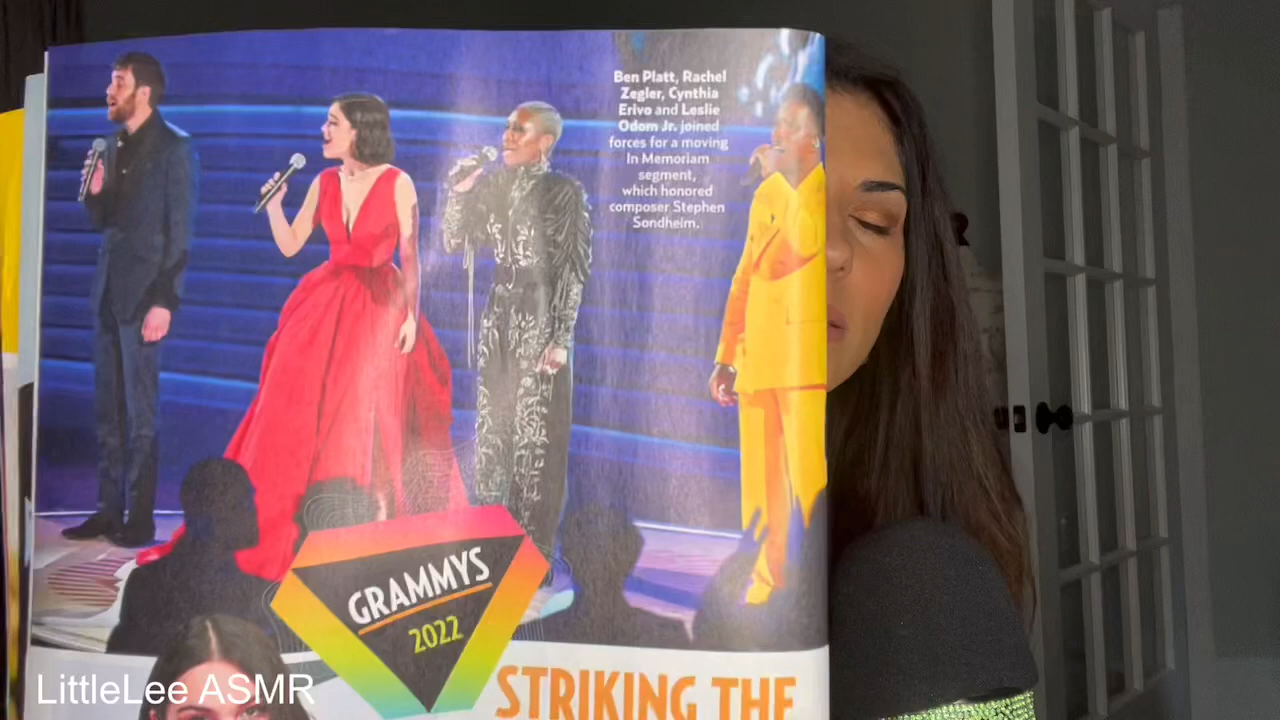 Ben Platt, Rachel
Zegler, Cynthia
Erivo and Leslie
Odom Jr. joined
forces for a moving
In Memoriam
segment,
which honored
composer Stephen
Sondheim.
GRAMMYS
2022
STRIKING THE
LittleLee ASMR